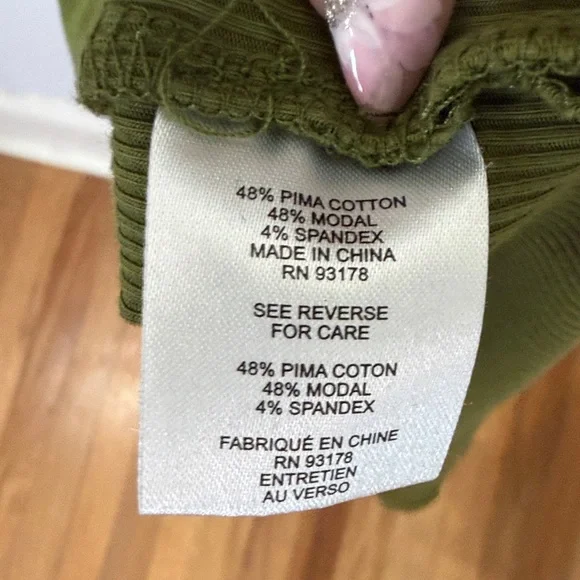 48% PIMA COTTON
48% MODAL
4% SPANDEX
MADE IN CHINA
RN 93178
SEE REVERSE
FOR CARE
48% PIMA COTON
48% MODAL
4% SPANDEX
FABRIQUÉ EN CHINE
RN 93178
ENTRETIEN
AU VERSO